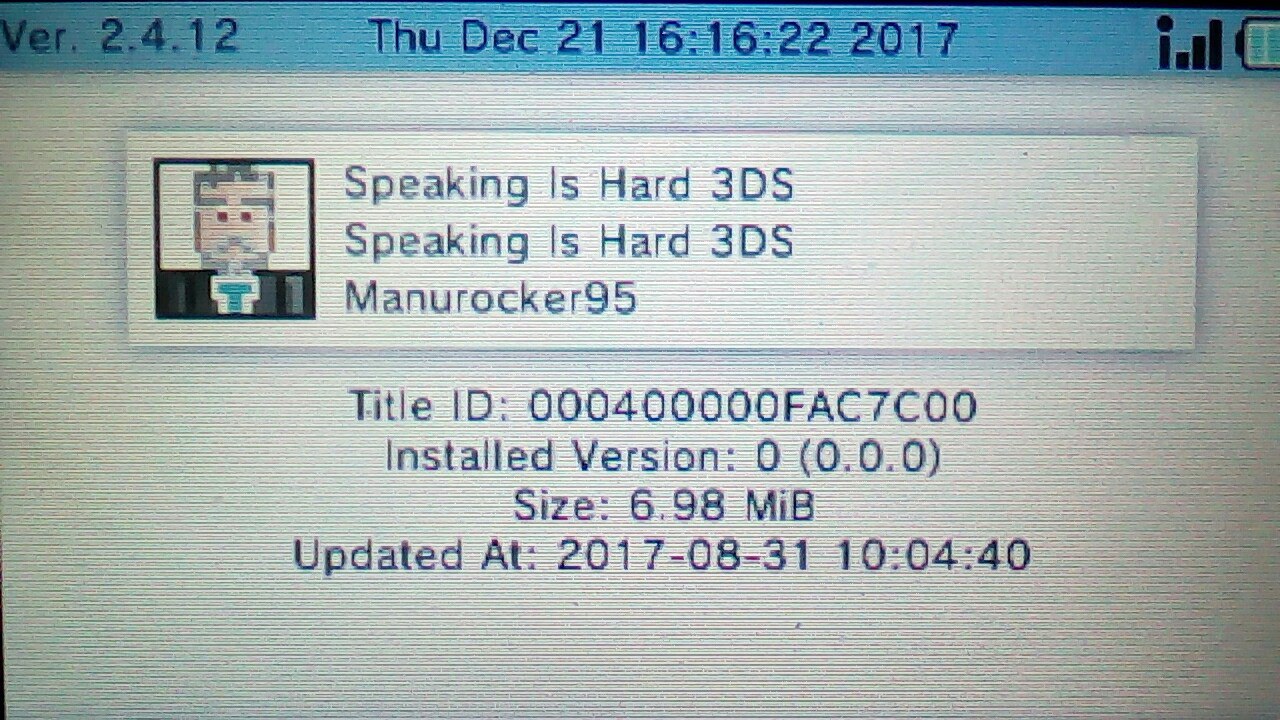 Ver. 2.4.12
Thu Dec 21 16:16:22 2017
Speaking Is Hard 3DS
Speaking Is Hard 3DS
Manurocker95
Title ID: 000400000FAC7C00
Installed Version: 0 (0.0.0)
Size: 6.98 MiB
Updated At: 2017-08-31 10:04:40